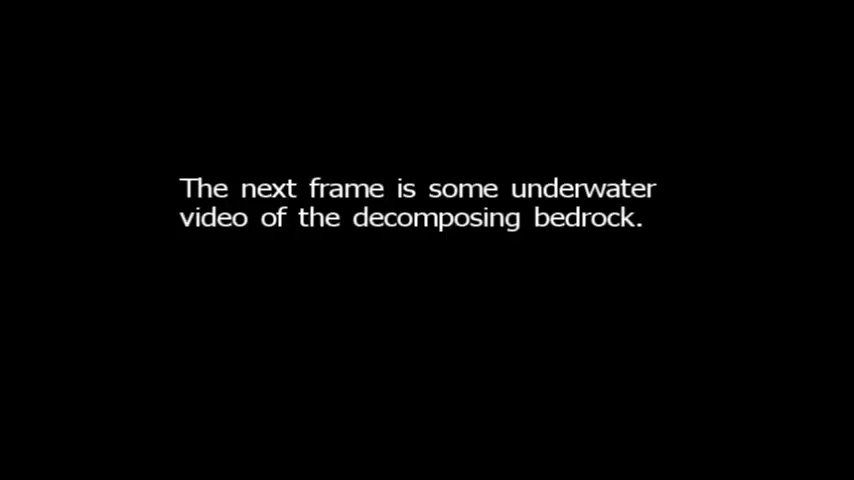 The next frame is some underwater
video of the decomposing bedrock.